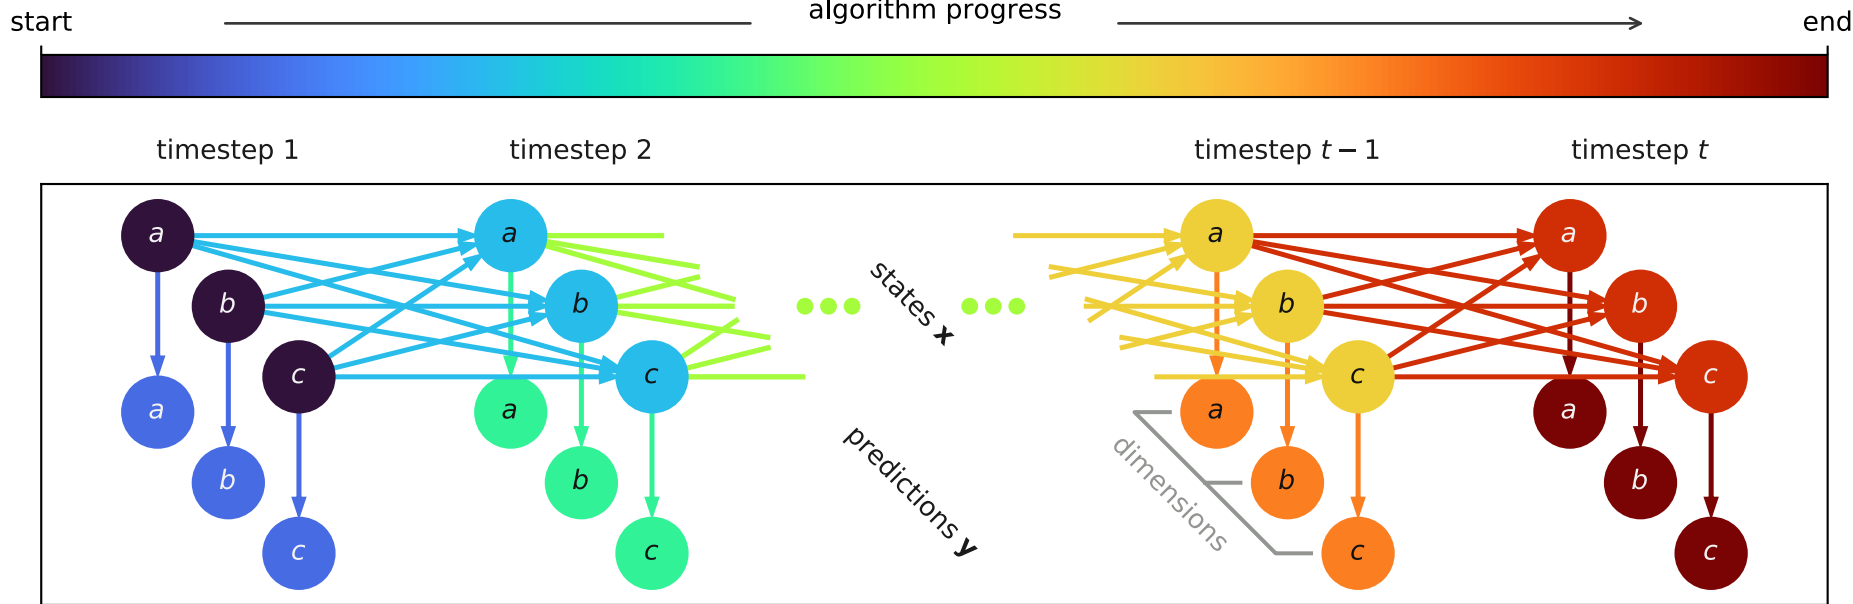 start
algorithm progress
end
timestep 1
timestep 2
timestep t − 1
timestep t
a
a
a
a
b
b
b
b
c
c
c
c
states x
a
a
a
a
b
b
b
b
c
c
c
c
predictions y
dimensions